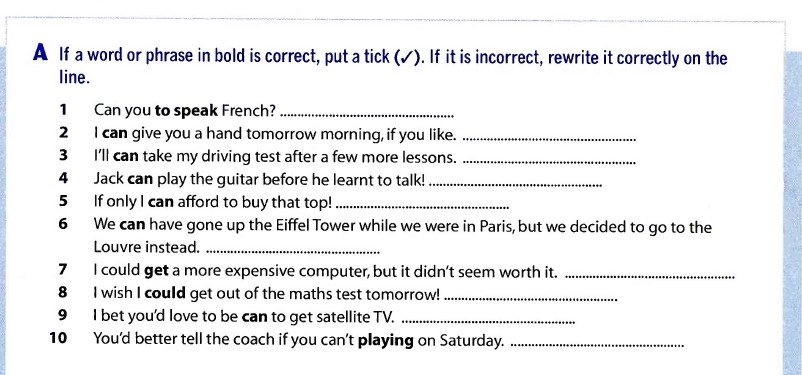 A If a word or phrase in bold is correct, put a tick (✓). If it is incorrect, rewrite it correctly on the
line.
1 Can you to speak French? ..................................................
2 I can give you a hand tomorrow morning, if you like. ..................................................
3 I'll can take my driving test after a few more lessons. ..................................................
4 Jack can play the guitar before he learnt to talk! ..................................................
5 If only I can afford to buy that top! ..................................................
6 We can have gone up the Eiffel Tower while we were in Paris, but we decided to go to the
Louvre instead. ..................................................
7 I could get a more expensive computer, but it didn't seem worth it. ..................................................
8 I wish I could get out of the maths test tomorrow! ..................................................
9 I bet you'd love to be can to get satellite TV. ..................................................
10 You'd better tell the coach if you can't playing on Saturday. ..................................................